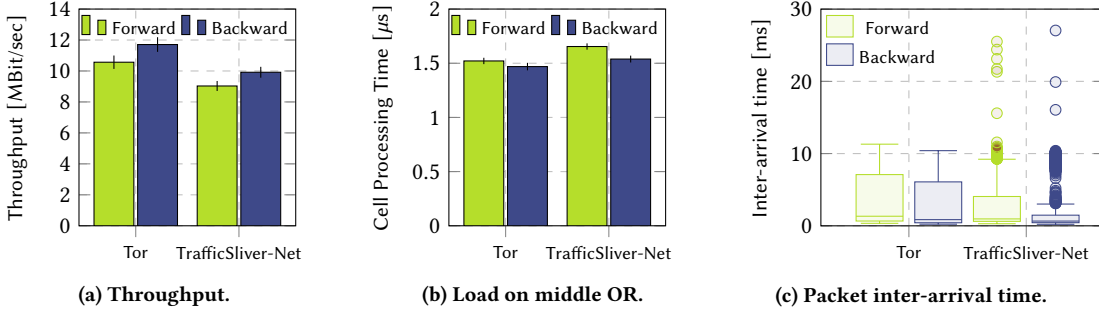 Throughput [MBit/sec]
14
12
10
8
6
4
2
0
Forward Backward
Tor TrafficSliver-Net
(a) Throughput.
Cell Processing Time [μs]
2
1.5
1
0.5
0
Forward Backward
Tor TrafficSliver-Net
(b) Load on middle OR.
Inter-arrival time [ms]
30
20
10
0
Forward
Backward
Tor TrafficSliver-Net
(c) Packet inter-arrival time.